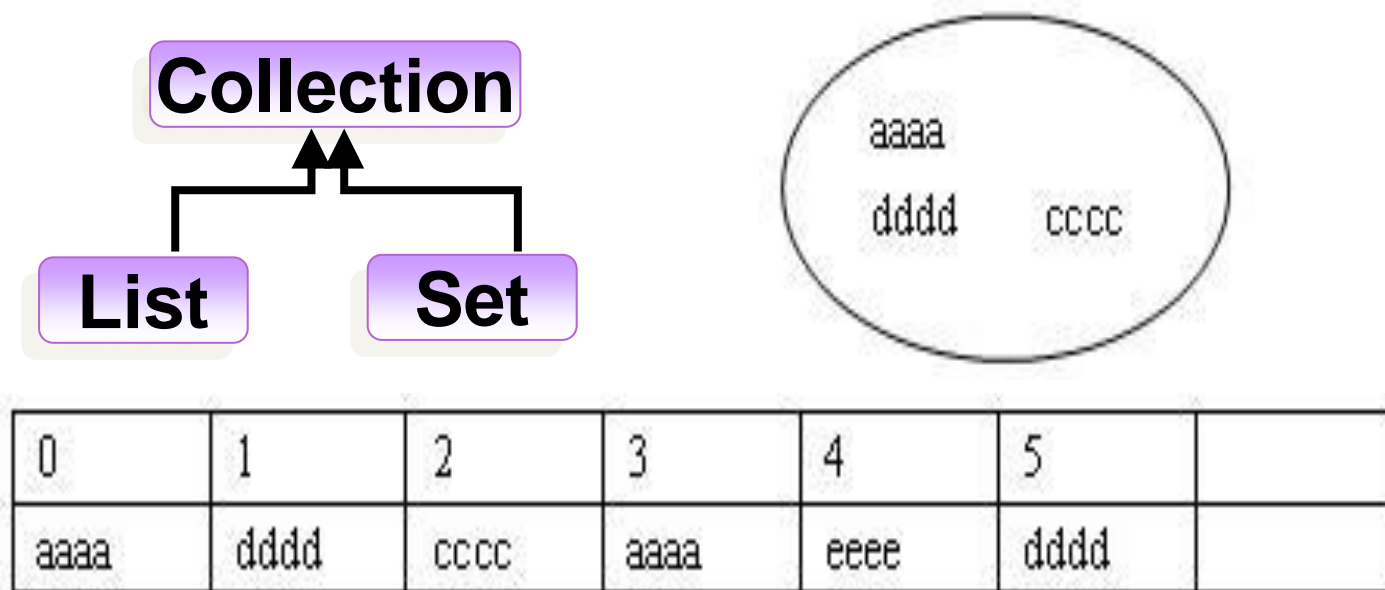 Collection
List Set
aaaa
dddd cccc
0 1 2 3 4 5
aaaa dddd cccc aaaa eeee dddd